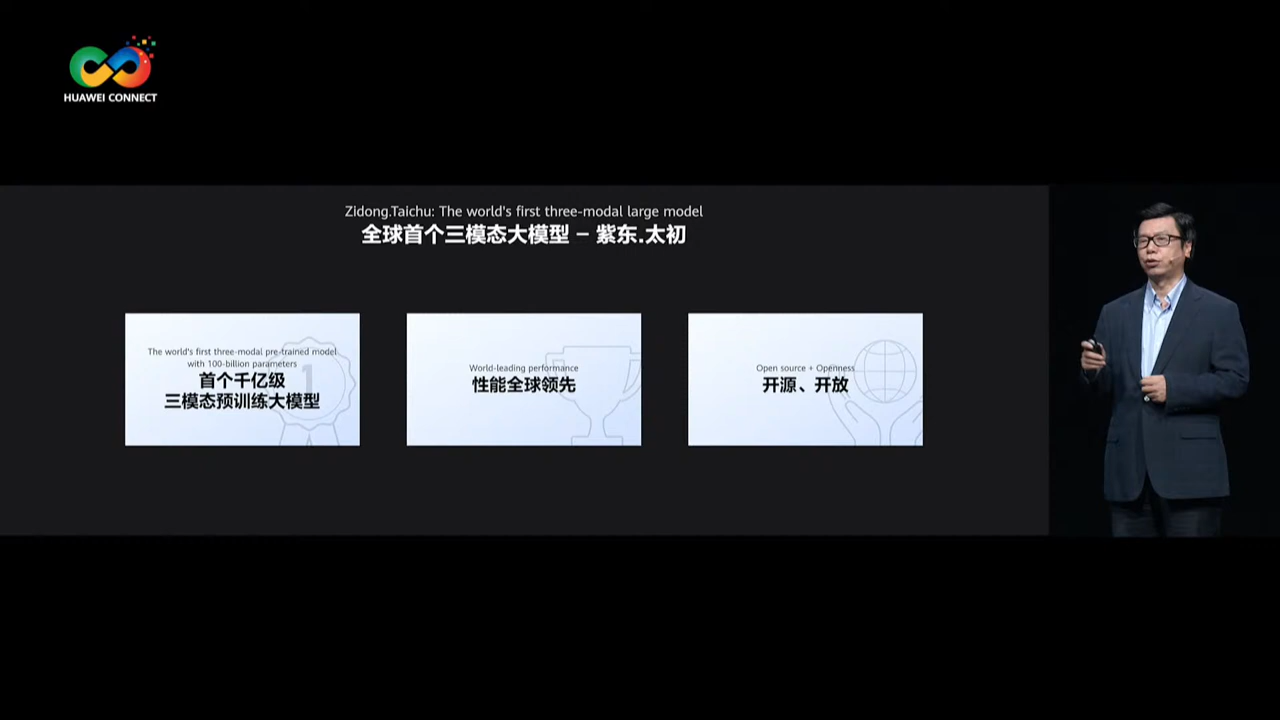 HUAWEI CONNECT
Zidong.Taichu: The world's first three-modal large model
全球首个三模态大模型 – 紫东.太初
The world's first three-modal pre-trained model
with 100-billion parameters
首个千亿级
三模态预训练大模型
1
World-leading performance
性能全球领先
Open source + Openness
开源、开放